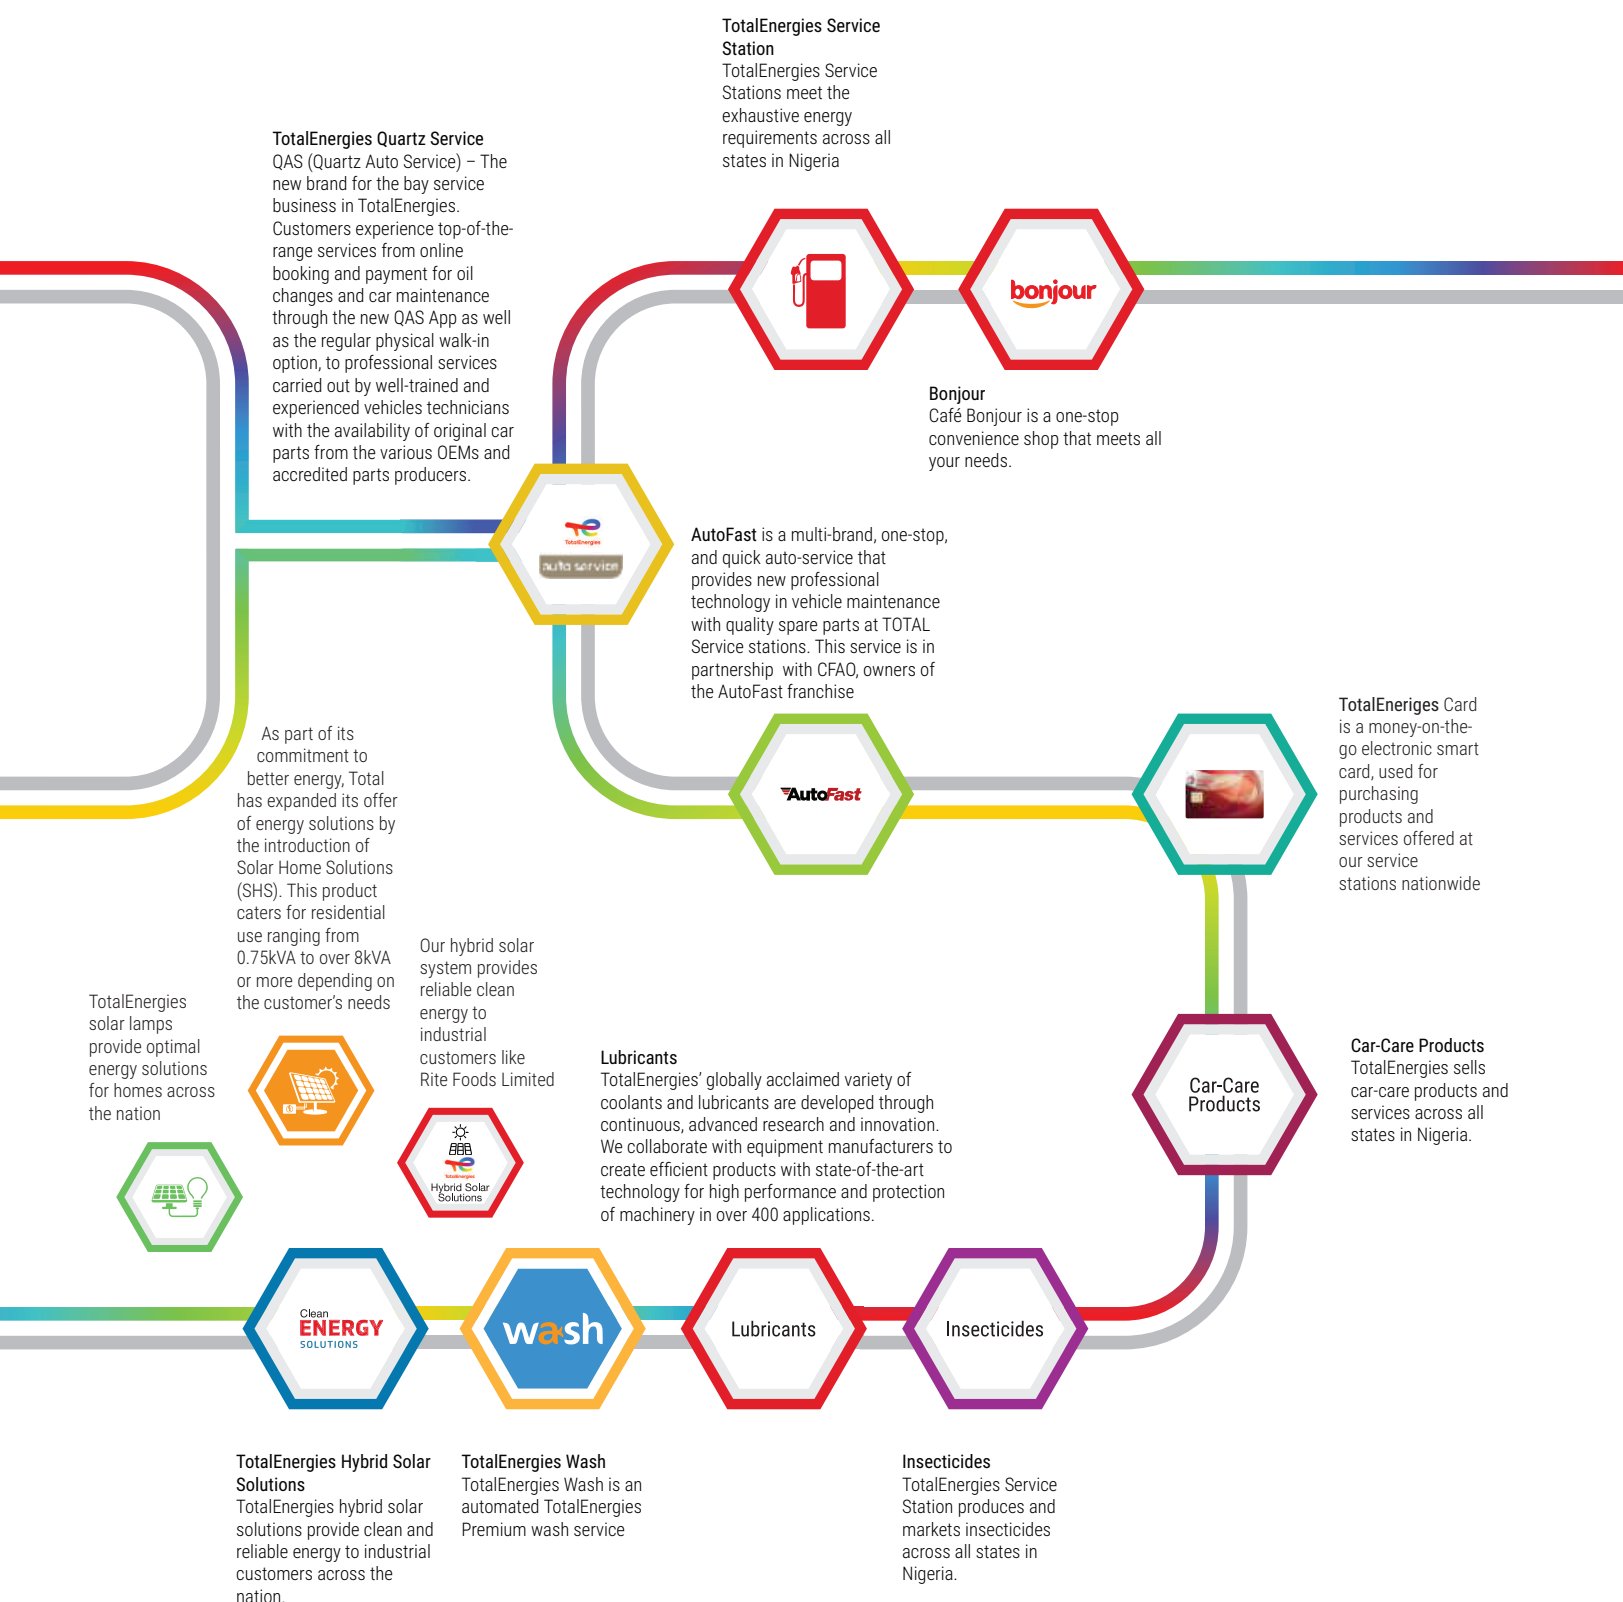 TotalEnergies Service
Station
TotalEnergies Service
Stations meet the
exhaustive energy
requirements across all
states in Nigeria
TotalEnergies Quartz Service
QAS (Quartz Auto Service) – The
new brand for the bay service
business in TotalEnergies.
Customers experience top-of-the-
range services from online
booking and payment for oil
changes and car maintenance
through the new QAS App as well
as the regular physical walk-in
option, to professional services
carried out by well-trained and
experienced vehicles technicians
with the availability of original car
parts from the various OEMs and
accredited parts producers.
bonjour
Bonjour
Café Bonjour is a one-stop
convenience shop that meets all
your needs.
TotalEnergies
auto service
AutoFast is a multi-brand, one-stop,
and quick auto-service that
provides new professional
technology in vehicle maintenance
with quality spare parts at TOTAL
Service stations. This service is in
partnership with CFAO, owners of
the AutoFast franchise
AutoFast
TotalEneriges Card
is a money-on-the-
go electronic smart
card, used for
purchasing
products and
services offered at
our service
stations nationwide
As part of its
commitment to
better energy, Total
has expanded its offer
of energy solutions by
the introduction of
Solar Home Solutions
(SHS). This product
caters for residential
use ranging from
0.75kVA to over 8kVA
or more depending on
the customer's needs
Our hybrid solar
system provides
reliable clean
energy to
industrial
customers like
Rite Foods Limited
TotalEnergies
solar lamps
provide optimal
energy solutions
for homes across
the nation
TotalEnergies
Hybrid Solar
Solutions
Lubricants
TotalEnergies’ globally acclaimed variety of
coolants and lubricants are developed through
continuous, advanced research and innovation.
We collaborate with equipment manufacturers to
create efficient products with state-of-the-art
technology for high performance and protection
of machinery in over 400 applications.
Car-Care
Products
Car-Care Products
TotalEnergies sells
car-care products and
services across all
states in Nigeria.
Clean
ENERGY
SOLUTIONS
wash
Lubricants
Insecticides
TotalEnergies Hybrid Solar
Solutions
TotalEnergies hybrid solar
solutions provide clean and
reliable energy to industrial
customers across the
nation.
TotalEnergies Wash
TotalEnergies Wash is an
automated TotalEnergies
Premium wash service
Insecticides
TotalEnergies Service
Station produces and
markets insecticides
across all states in
Nigeria.